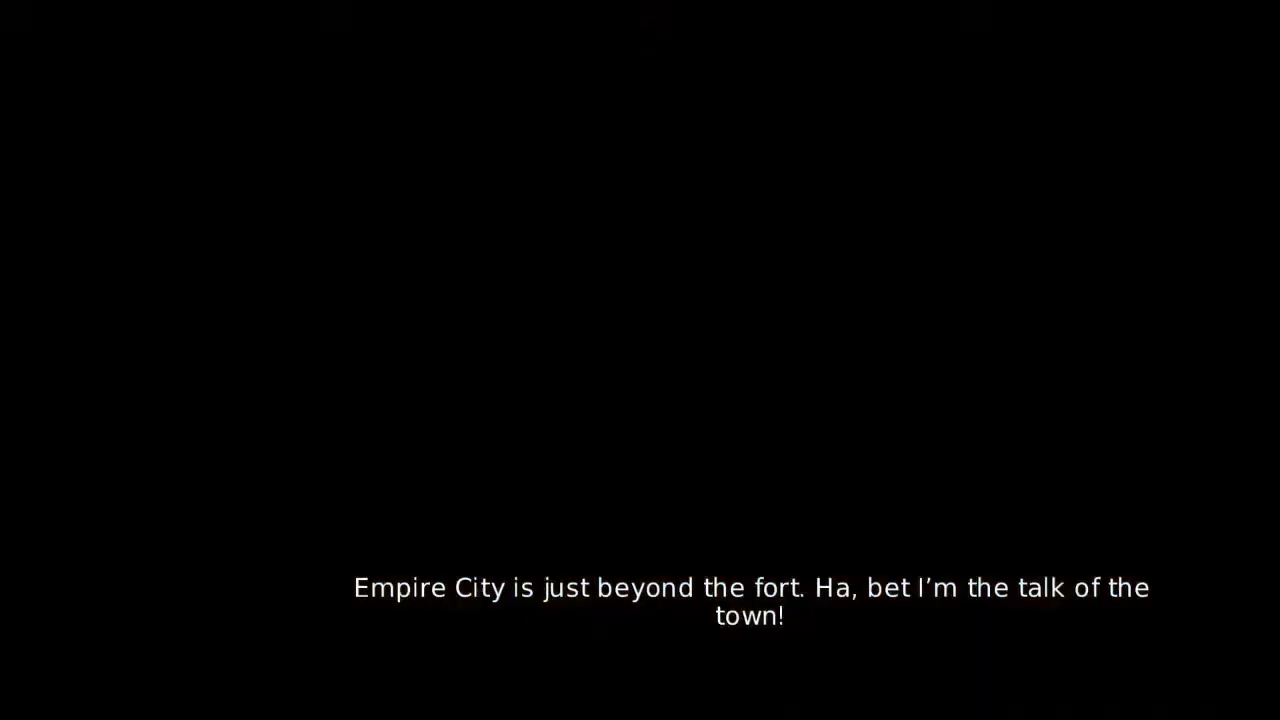 Empire City is just beyond the fort. Ha, bet I’m the talk of the
town!